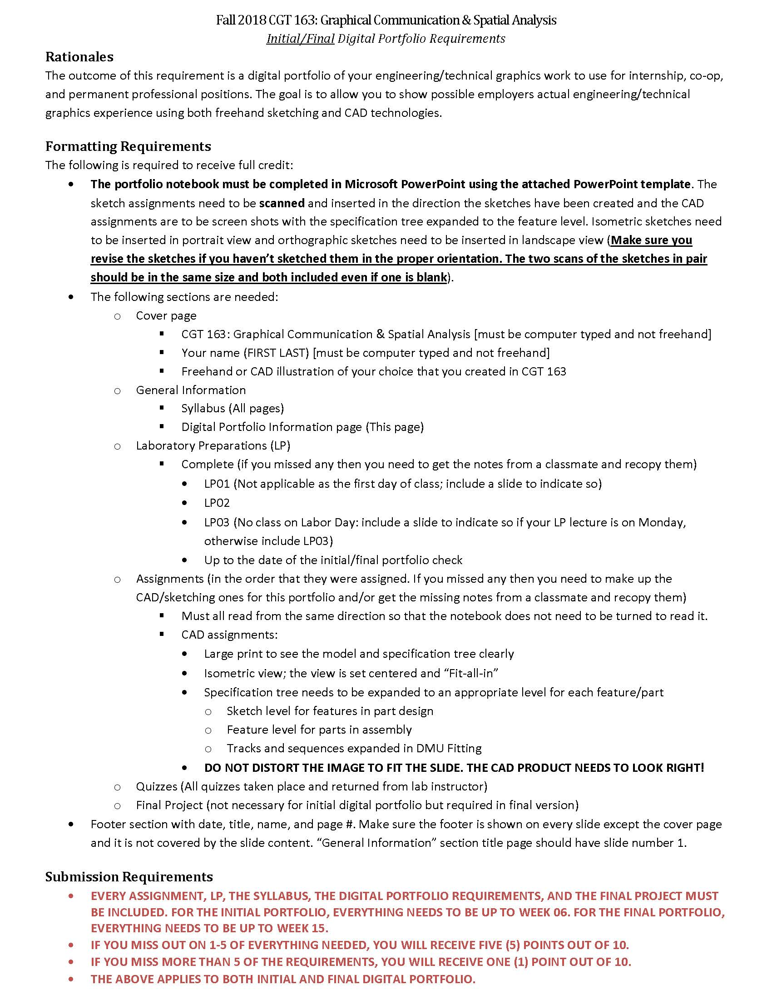 Fall 2018 CGT 163: Graphical Communication & Spatial Analysis
Initial/Final Digital Portfolio Requirements
Rationales
The outcome of this requirement is a digital portfolio of your engineering/technical graphics work to use for internship, co-op,
and permanent professional positions. The goal is to allow you to show possible employers actual engineering/technical
graphics experience using both freehand sketching and CAD technologies.
Formatting Requirements
The following is required to receive full credit:
• The portfolio notebook must be completed in Microsoft PowerPoint using the attached PowerPoint template. The
sketch assignments need to be scanned and inserted in the direction the sketches have been created and the CAD
assignments are to be screen shots with the specification tree expanded to the feature level. Isometric sketches need
to be inserted in portrait view and orthographic sketches need to be inserted in landscape view (Make sure you
revise the sketches if you haven’t sketched them in the proper orientation. The two scans of the sketches in pair
should be in the same size and both included even if one is blank).
• The following sections are needed:
o Cover page
▪ CGT 163: Graphical Communication & Spatial Analysis [must be computer typed and not freehand]
▪ Your name (FIRST LAST) [must be computer typed and not freehand]
▪ Freehand or CAD illustration of your choice that you created in CGT 163
o General Information
▪ Syllabus (All pages)
▪ Digital Portfolio Information page (This page)
o Laboratory Preparations (LP)
▪ Complete (if you missed any then you need to get the notes from a classmate and recopy them)
• LP01 (Not applicable as the first day of class; include a slide to indicate so)
• LP02
• LP03 (No class on Labor Day: include a slide to indicate so if your LP lecture is on Monday,
otherwise include LP03)
• Up to the date of the initial/final portfolio check
o Assignments (in the order that they were assigned. If you missed any then you need to make up the
CAD/sketching ones for this portfolio and/or get the missing notes from a classmate and recopy them)
▪ Must all read from the same direction so that the notebook does not need to be turned to read it.
▪ CAD assignments:
• Large print to see the model and specification tree clearly
• Isometric view; the view is set centered and “Fit-all-in”
• Specification tree needs to be expanded to an appropriate level for each feature/part
o Sketch level for features in part design
o Feature level for parts in assembly
o Tracks and sequences expanded in DMU Fitting
• DO NOT DISTORT THE IMAGE TO FIT THE SLIDE. THE CAD PRODUCT NEEDS TO LOOK RIGHT!
o Quizzes (All quizzes taken place and returned from lab instructor)
o Final Project (not necessary for initial digital portfolio but required in final version)
• Footer section with date, title, name, and page #. Make sure the footer is shown on every slide except the cover page
and it is not covered by the slide content. “General Information” section title page should have slide number 1.
Submission Requirements
• EVERY ASSIGNMENT, LP, THE SYLLABUS, THE DIGITAL PORTFOLIO REQUIREMENTS, AND THE FINAL PROJECT MUST
BE INCLUDED. FOR THE INITIAL PORTFOLIO, EVERYTHING NEEDS TO BE UP TO WEEK 06. FOR THE FINAL PORTFOLIO,
EVERYTHING NEEDS TO BE UP TO WEEK 15.
• IF YOU MISS OUT ON 1-5 OF EVERYTHING NEEDED, YOU WILL RECEIVE FIVE (5) POINTS OUT OF 10.
• IF YOU MISS MORE THAN 5 OF THE REQUIREMENTS, YOU WILL RECEIVE ONE (1) POINT OUT OF 10.
• THE ABOVE APPLIES TO BOTH INITIAL AND FINAL DIGITAL PORTFOLIO.